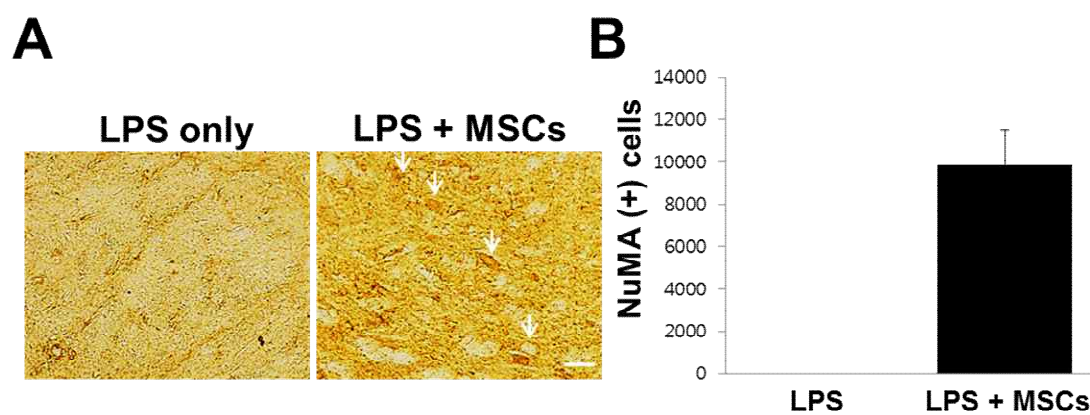 A
LPS only
LPS + MSCs
B
NuMA (+) cells
14000
12000
10000
8000
6000
4000
2000
0
LPS
LPS + MSCs